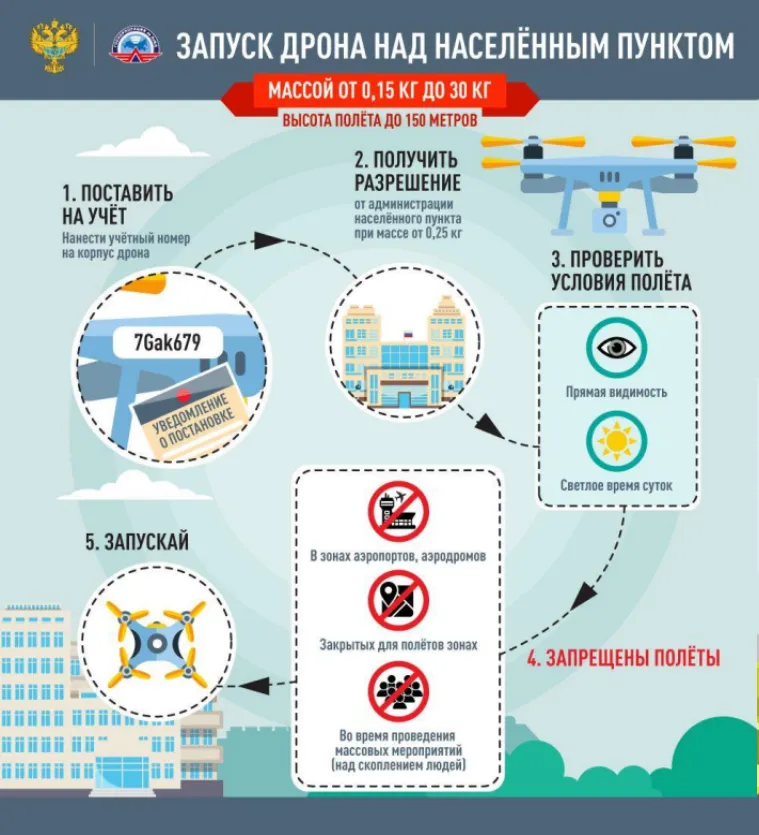 ЗАПУСК ДРОНА НАД НАСЕЛЁННЫМ ПУНКТОМ
МАССОЙ ОТ 0,15 КГ ДО 30 КГ
ВЫСОТА ПОЛЁТА ДО 150 МЕТРОВ
1. ПОСТАВИТЬ
НА УЧЁТ
Нанести учётный номер
на корпус дрона
7Gak679
УВЕДОМЛЕНИЕ
О ПОСТАНОВКЕ
2. ПОЛУЧИТЬ
РАЗРЕШЕНИЕ
от администрации
населённого пункта
при массе от 0,25 кг
3. ПРОВЕРИТЬ
УСЛОВИЯ ПОЛЁТА
Прямая видимость
Светлое время суток
4. ЗАПРЕЩЕНЫ ПОЛЁТЫ
В зонах аэропортов, аэродромов
Закрытых для полётов зонах
Во время проведения
массовых мероприятий
(над скоплением людей)
5. ЗАПУСКАЙ